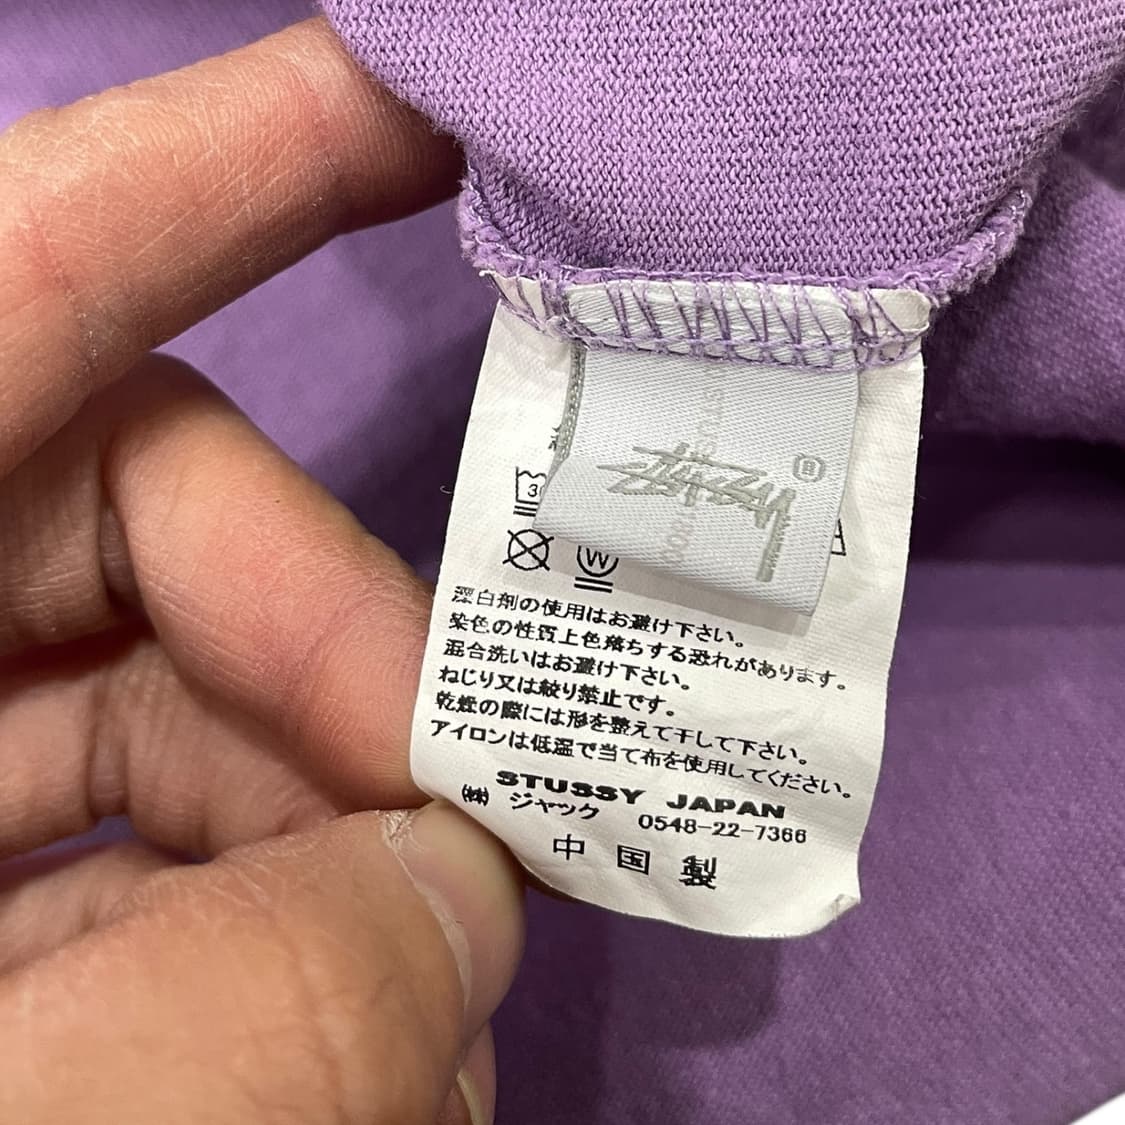 Stüssy ®
30
W
漂白剤の使用はお避け下さい。
染色の性質上色落ちする恐れがあります。
混合洗いはお避け下さい。
ねじり又は絞り禁止です。
乾燥の際には形を整えて干して下さい。
アイロンは低温で当て布を使用してください。
STUSSY JAPAN
㈱ ジャック 0548-22-7366
中国製